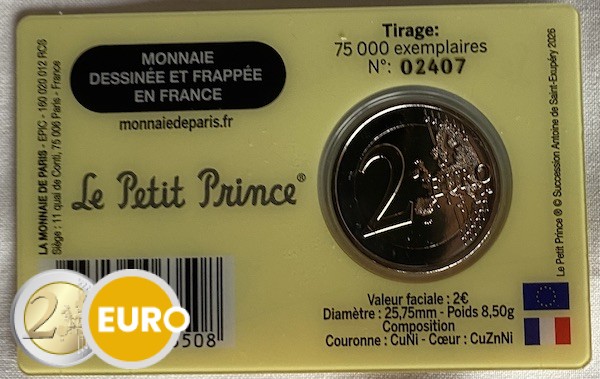 MONNAIE
DESSINÉE ET FRAPPÉE
EN FRANCE
monnaiedeparis.fr
Tirage:
75 000 exemplaires
N°: 02407
LA MONNAIE DE PARIS - EPIC - 160 020 012 RCS
Siège : 11 quai de Conti, 75 006 Paris - France
Le Petit Prince®
2
Le Petit Prince ® © Succession Antoine de Saint-Exupéry 2026
Valeur faciale : 2€
Diamètre : 25,75mm - Poids 8,50g
Composition
Couronne : CuNi - Cœur : CuZnNi
2
EURO
508